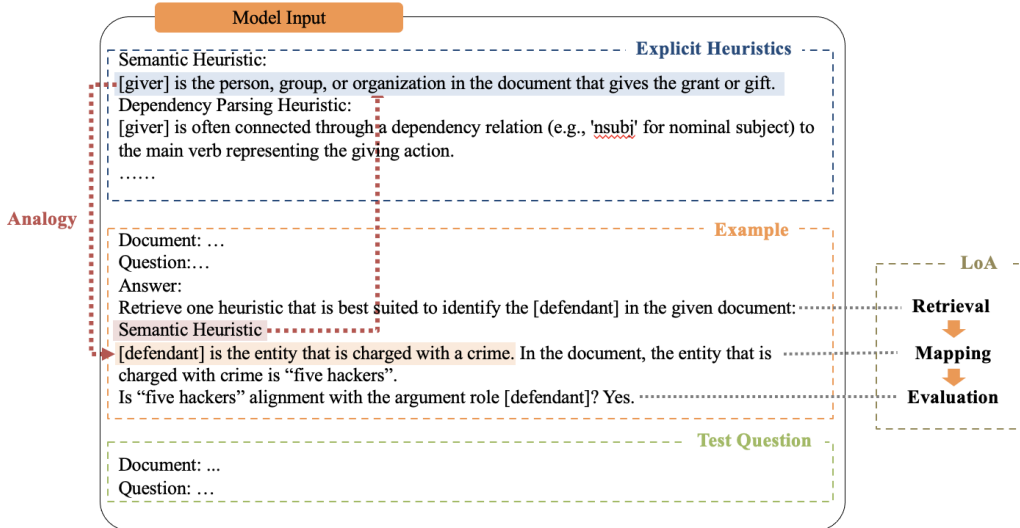 Model Input
Explicit Heuristics
Semantic Heuristic:
[giver] is the person, group, or organization in the document that gives the grant or gift.
Dependency Parsing Heuristic:
[giver] is often connected through a dependency relation (e.g., 'nsubj' for nominal subject) to
the main verb representing the giving action.
……
Analogy
Example
Document: …
Question:…
Answer:
Retrieve one heuristic that is best suited to identify the [defendant] in the given document:
Semantic Heuristic
[defendant] is the entity that is charged with a crime. In the document, the entity that is
charged with crime is “five hackers”.
Is “five hackers” alignment with the argument role [defendant]? Yes.
LoA
Retrieval
Mapping
Evaluation
Test Question
Document: ...
Question: …